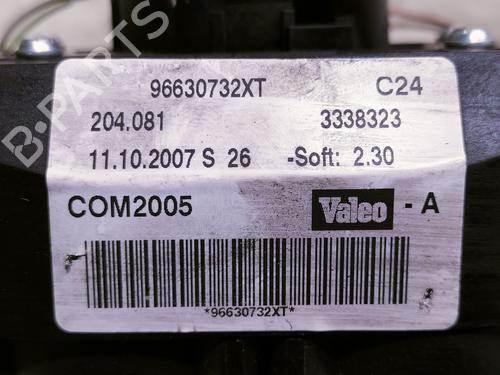 96630732XT C24
204.081 3338323
11.10.2007 S 26 -Soft: 2.30
COM2005 Valeo - A
*96630732XT*
B-PARTS